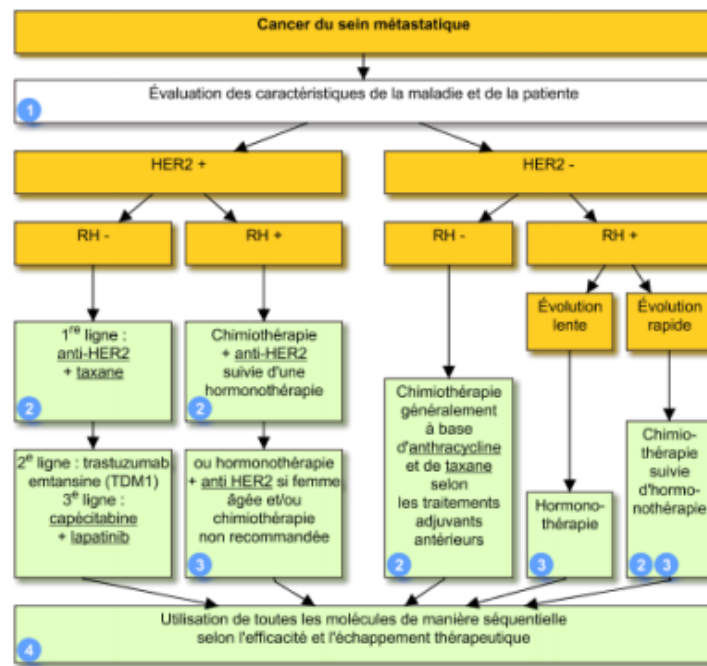 Cancer du sein métastatique
Évaluation des caractéristiques de la maladie et de la patiente
1
HER2 +
HER2 -
RH -
RH +
RH -
RH +
Évolution
lente
Évolution
rapide
1re ligne :
anti-HER2
+ taxane
2
Chimiothérapie
+ anti-HER2
suivie d'une
hormonothérapie
2
2e ligne : trastuzumab
emtansine (TDM1)
3e ligne :
capécitabine
+ lapatinib
ou hormonothérapie
+ anti HER2 si femme
âgée et/ou
chimiothérapie
non recommandée
3
Chimiothérapie
généralement
à base
d'anthracycline
et de taxane
selon
les traitements
adjuvants
antérieurs
2
Hormono-
thérapie
3
Chimio-
thérapie
suivie
d'hormo-
nothérapie
2 3
Utilisation de toutes les molécules de manière séquentielle
selon l'efficacité et l'échappement thérapeutique
4